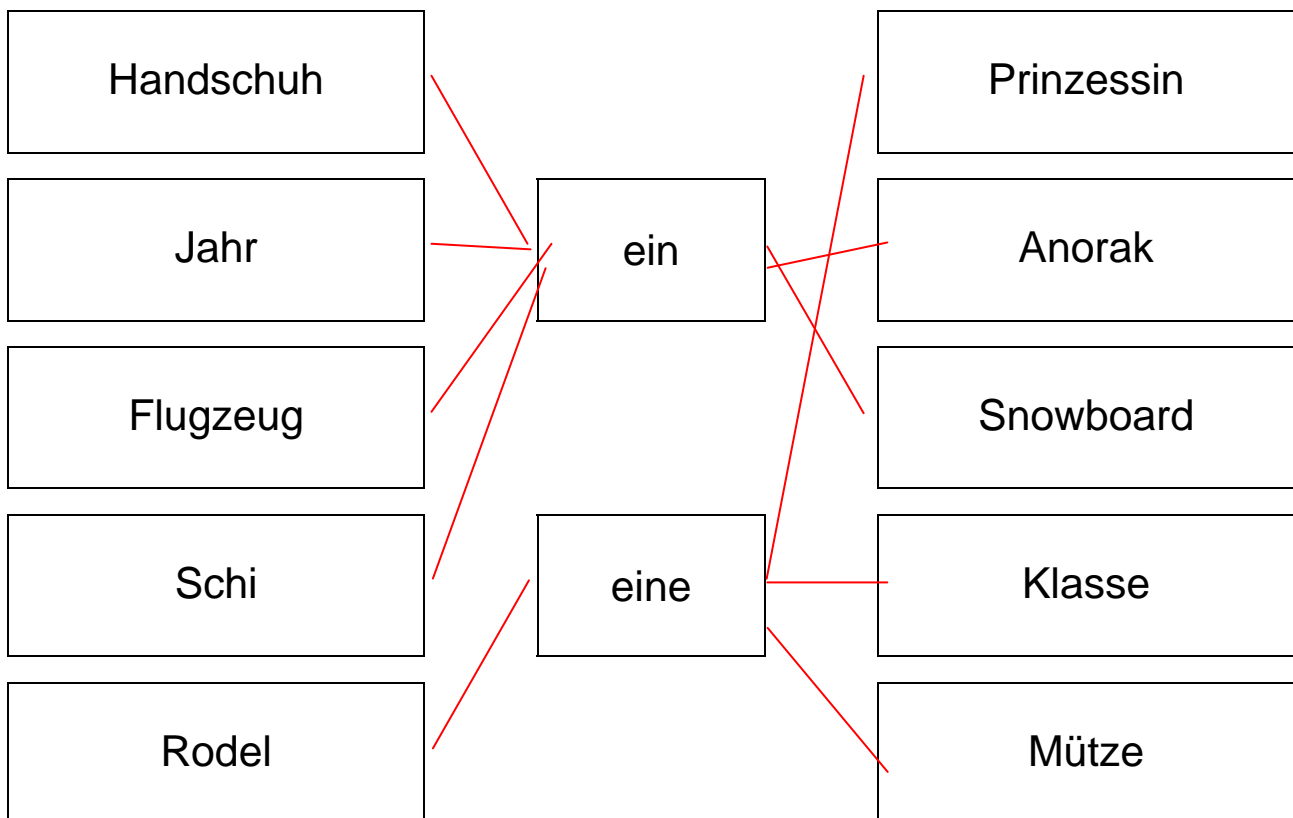 Handschuh
Prinzessin
Jahr
ein
Anorak
Flugzeug
Snowboard
Schi
eine
Klasse
Rodel
Mütze